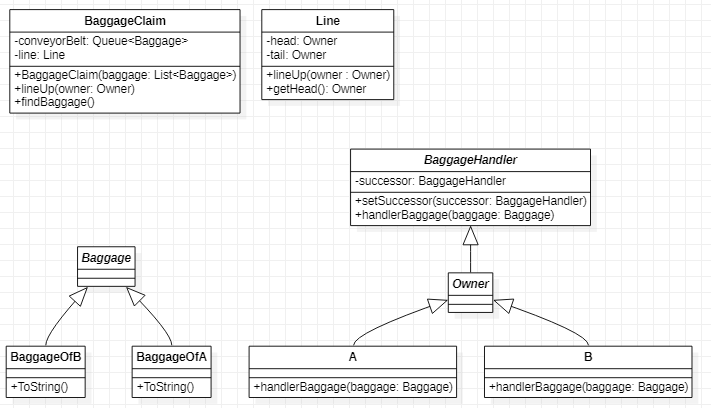 BaggageClaim
-conveyorBelt: Queue<Baggage>
-line: Line
+BaggageClaim(baggage: List<Baggage>)
+lineUp(owner: Owner)
+findBaggage()
Line
-head: Owner
-tail: Owner
+lineUp(owner : Owner)
+getHead(): Owner
BaggageHandler
-successor: BaggageHandler
+setSuccessor(successor: BaggageHandler)
+handlerBaggage(baggage: Baggage)
Baggage
Owner
BaggageOfB
+ToString()
BaggageOfA
+ToString()
A
+handlerBaggage(baggage: Baggage)
B
+handlerBaggage(baggage: Baggage)